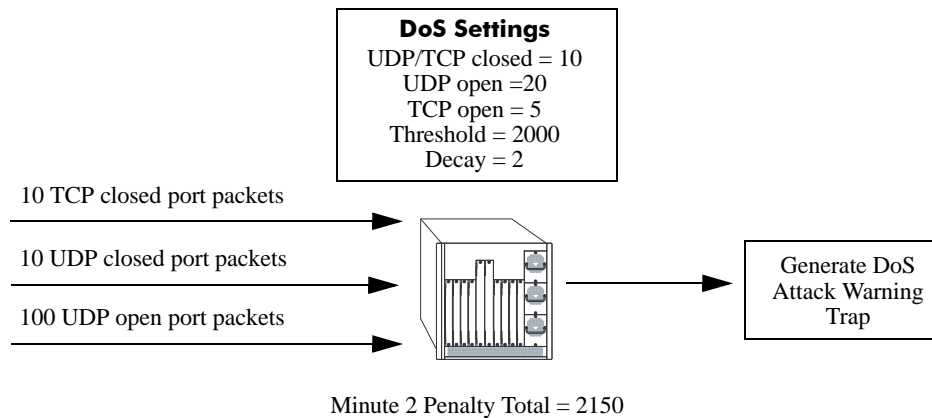 DoS Settings
UDP/TCP closed = 10
UDP open =20
TCP open = 5
Threshold = 2000
Decay = 2
10 TCP closed port packets
10 UDP closed port packets
100 UDP open port packets
Generate DoS
Attack Warning
Trap
Minute 2 Penalty Total = 2150